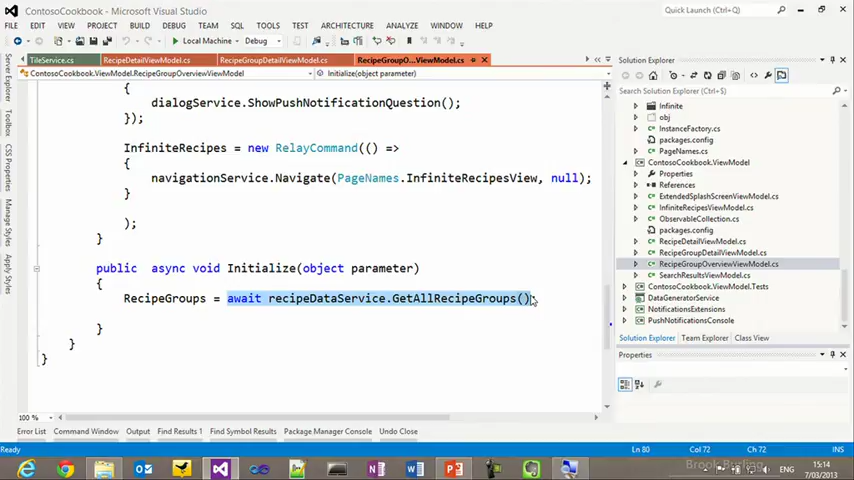 ContosoCookbook - Microsoft Visual Studio
Quick Launch (Ctrl+Q)
FILE EDIT VIEW PROJECT BUILD DEBUG TEAM SQL TOOLS TEST ARCHITECTURE ANALYZE WINDOW HELP
Local Machine Debug
Server Explorer
Toolbox
CSS Properties
Manage Styles
Apply Styles
TileService.cs RecipeDetailViewModel.cs RecipeGroupDetailViewModel.cs RecipeGroupO...ViewModel.cs
ContosoCookbook.ViewModel.RecipeGroupOverviewViewModel Initialize(object parameter)
{
dialogService.ShowPushNotificationQuestion();
});
InfiniteRecipes = new RelayCommand(() =>
{
navigationService.Navigate(PageNames.InfiniteRecipesView, null);
}
);
}
public async void Initialize(object parameter)
{
RecipeGroups = await recipeDataService.GetAllRecipeGroups();
}
}
}
100 %
Solution Explorer
Search Solution Explorer
Infinite
obj
InstanceFactory.cs
packages.config
PageNames.cs
ContosoCookbook.ViewModel
Properties
References
ExtendedSplashScreenViewModel.cs
InfiniteRecipesViewModel.cs
ObservableCollection.cs
packages.config
RecipeDetailViewModel.cs
RecipeGroupDetailViewModel.cs
RecipeGroupOverviewViewModel.cs
SearchResultsViewModel.cs
ContosoCookbook.ViewModel.Tests
DataGeneratorService
NotificationsExtensions
PushNotificationsConsole
Solution Explorer Team Explorer Class View
Properties
Error List Command Window Output Find Results 1 Find Symbol Results Package Manager Console Undo Close
Ready Ln 80 Col 72 Ch 72 INS
ENG
15:14
7/03/2013